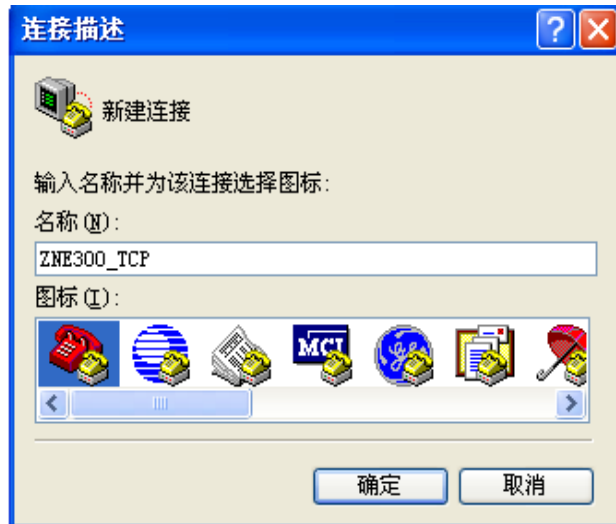 连接描述
新建连接
输入名称并为该连接选择图标:
名称(N):
ZNE300_TCP
图标(I):
MCI
确定
取消